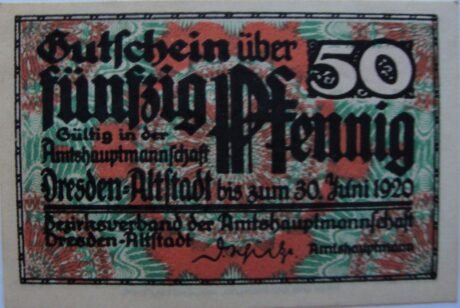 Gutschein über 50
fünfzig Pfennig
Gültig in der
Amtshauptmannschaft
Dresden-Altstadt bis zum 30. Juni 1920
Bezirksverband der Amtshauptmannschaft
Dresden-Altstadt
Amtshauptmann